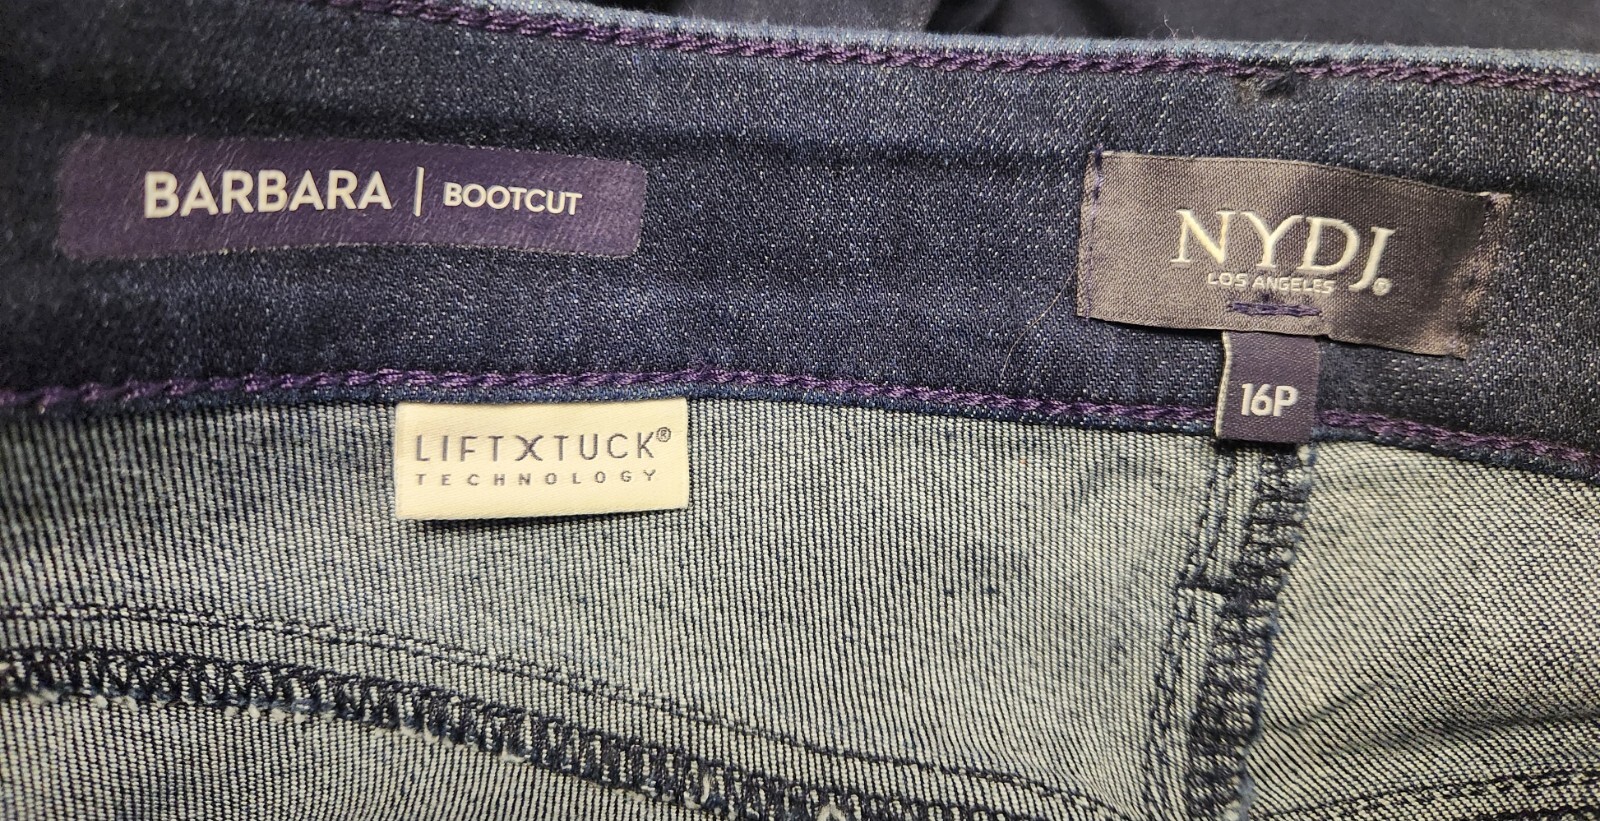 BARBARA | BOOTCUT
NYDJ®
LOS ANGELES
16P
LIFTXTUCK®
TECHNOLOGY